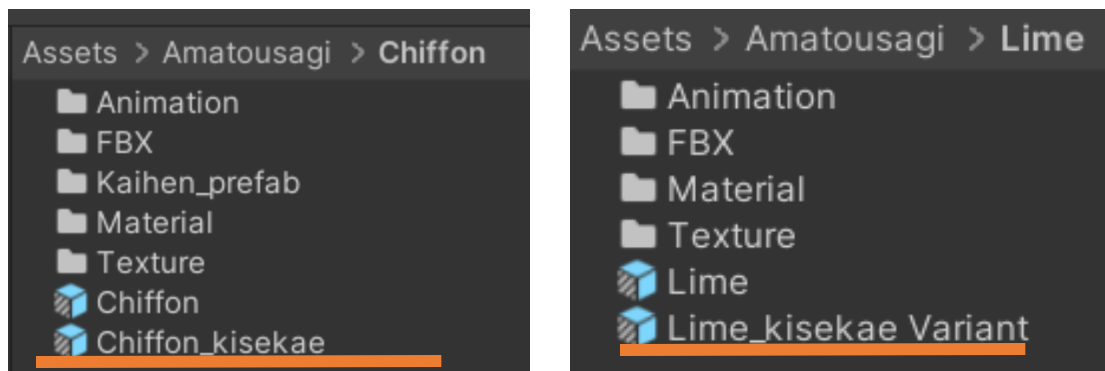 Assets > Amatousagi > Chiffon
Animation
FBX
Kaihen_prefab
Material
Texture
Chiffon
Chiffon_kisekae
Assets > Amatousagi > Lime
Animation
FBX
Material
Texture
Lime
Lime_kisekae Variant